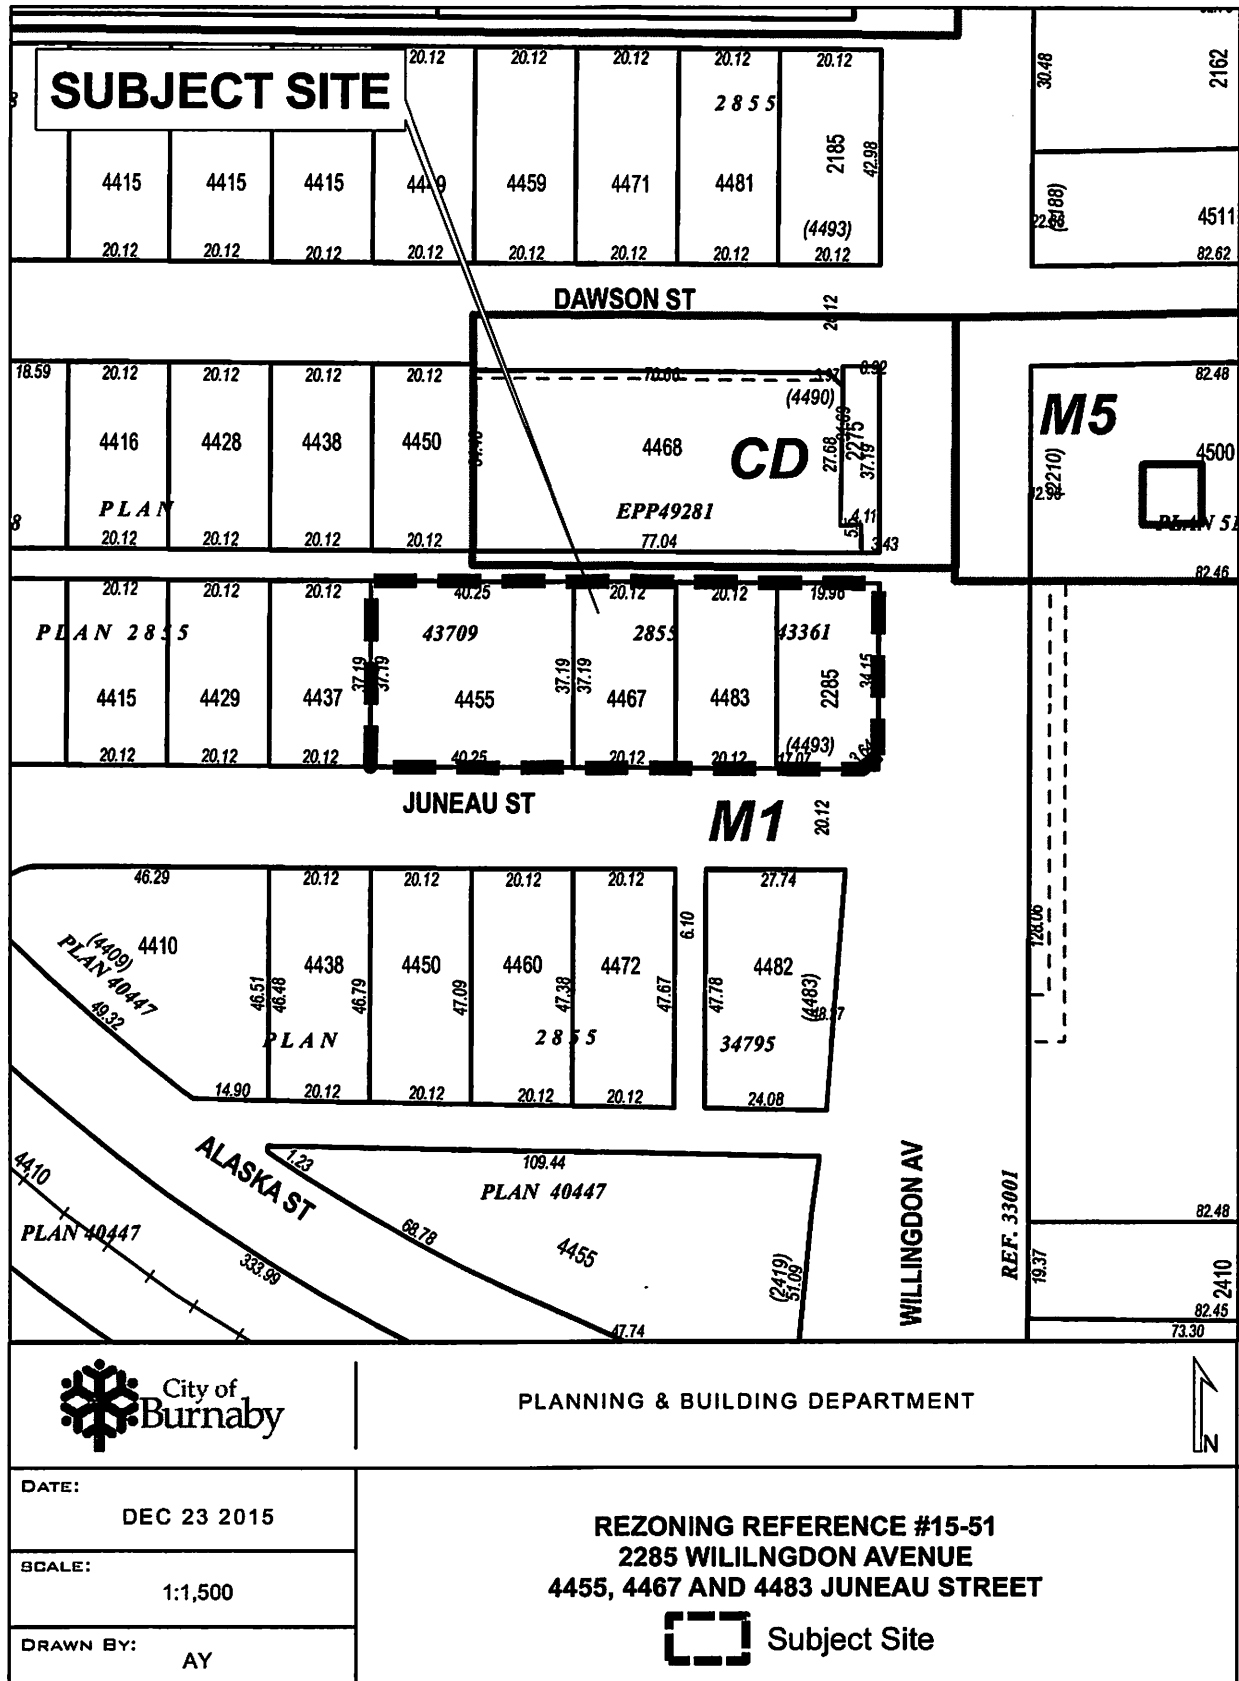 SUBJECT SITE
20.12 20.12 20.12 20.12 20.12
2855
30.48
2162
4415 4415 4415 4449 4459 4471 4481 2185 42.98
(4493)
4511
20.12 20.12 20.12 20.12 20.12 20.12 20.12 20.12
82.62
DAWSON ST
18.59 20.12 20.12 20.12 20.12
(4490)
82.48
4416 4428 4438 4450 4468 CD 27.68 2275 37.19
M5
(2210)
4500
PLAN
EPP49281
PLAN 51
20.12 20.12 20.12 20.12 77.04 3.43
4.11
82.46
20.12 20.12 20.12 40.25 20.12 20.12 19.96
PLAN 2855 43709 2855 43361
37.19 37.19 37.19 37.19 34.15
4415 4429 4437 4455 4467 4483 2285
(4493)
20.12 20.12 20.12 40.25 20.12 20.12 17.07
JUNEAU ST
M1
20.12
46.29 20.12 20.12 20.12 20.12 27.74
6.10
128.06
(4409)
PLAN 40447
4410 4438 4450 4460 4472 4482
(4483)
49.32 46.51 46.48 46.79 47.09 47.38 47.67 47.78
PLAN 2855 34795
14.90 20.12 20.12 20.12 20.12 24.08
ALASKA ST
1.23 109.44
PLAN 40447
44.10
PLAN 40447
68.78
4455
333.99
(2419)
51.09
47.74
WILLINGDON AV
REF. 33001
82.48
19.37
2410
82.45
73.30
City of
Burnaby
PLANNING & BUILDING DEPARTMENT
N
DATE:
DEC 23 2015
SCALE:
1:1,500
DRAWN BY:
AY
REZONING REFERENCE #15-51
2285 WILILNGDON AVENUE
4455, 4467 AND 4483 JUNEAU STREET
Subject Site